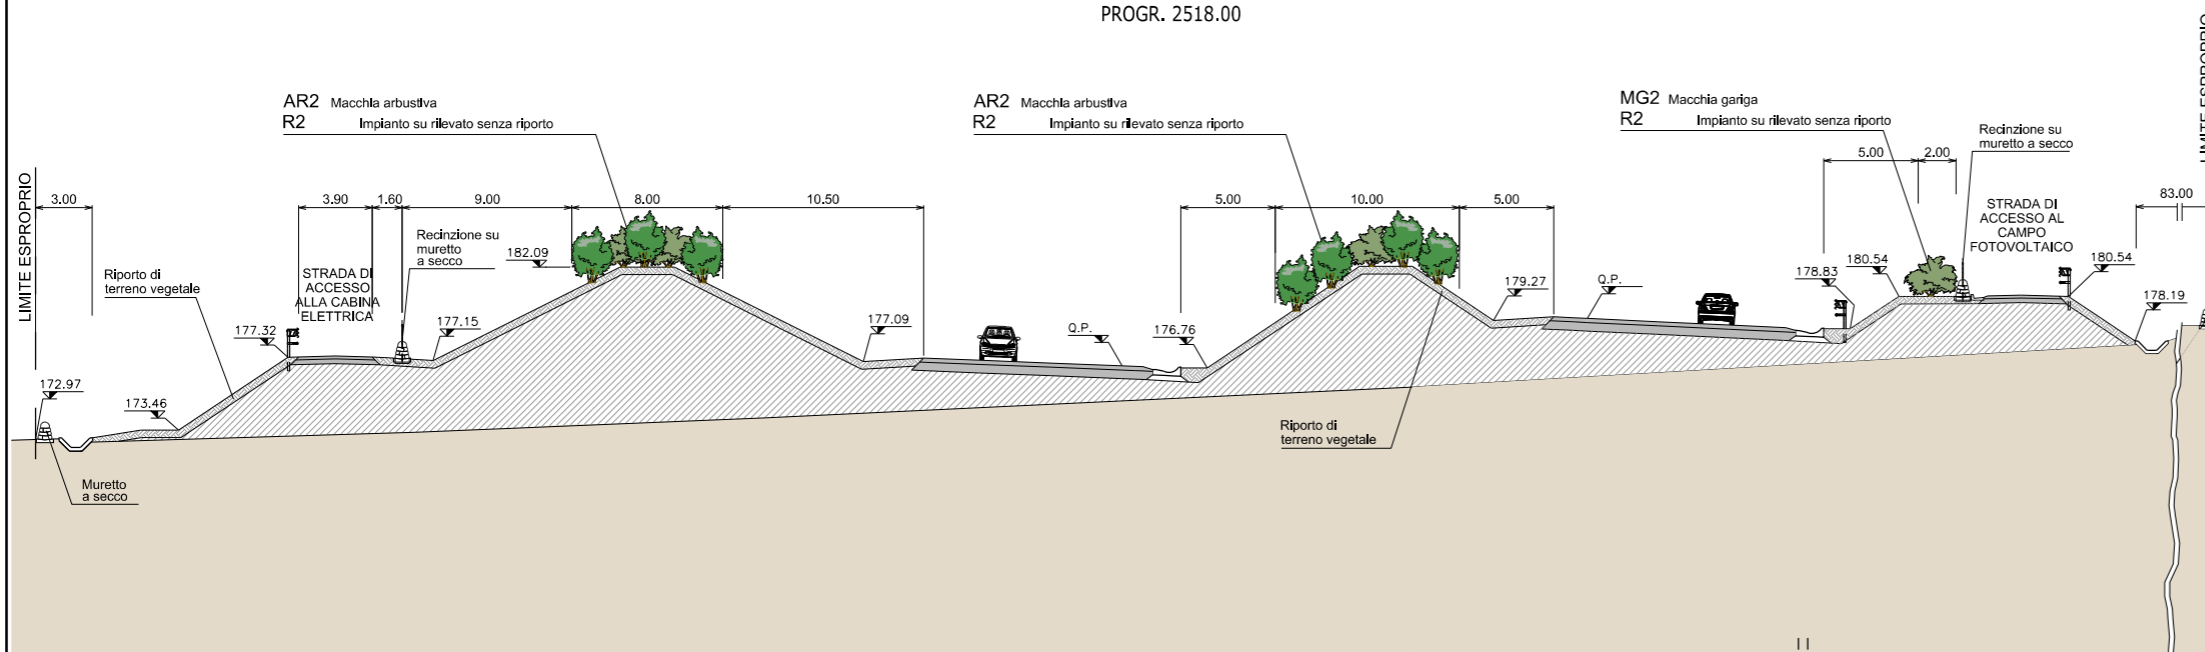 PROGR. 2518.00
LIMITE ESPROPRIO
AR2 Macchia arbustiva
R2 Impianto su rilevato senza riporto
AR2 Macchia arbustiva
R2 Impianto su rilevato senza riporto
MG2 Macchia gariga
R2 Impianto su rilevato senza riporto
Recinzione su
muretto a secco
5.00
2.00
LIMITE ESPROPRIO
3.00
3.90
1.60
9.00
8.00
10.50
5.00
10.00
5.00
83.00
STRADA DI
ACCESSO AL
CAMPO
FOTOVOLTAICO
Recinzione su
muretto
a secco
182.09
Riporto di
terreno vegetale
STRADA DI
ACCESSO
ALLA CABINA
ELETTRICA
179.27
Q.P.
178.83
180.54
180.54
178.19
177.32
177.15
177.09
Q.P.
176.76
172.97
173.46
Riporto di
terreno vegetale
Muretto
a secco